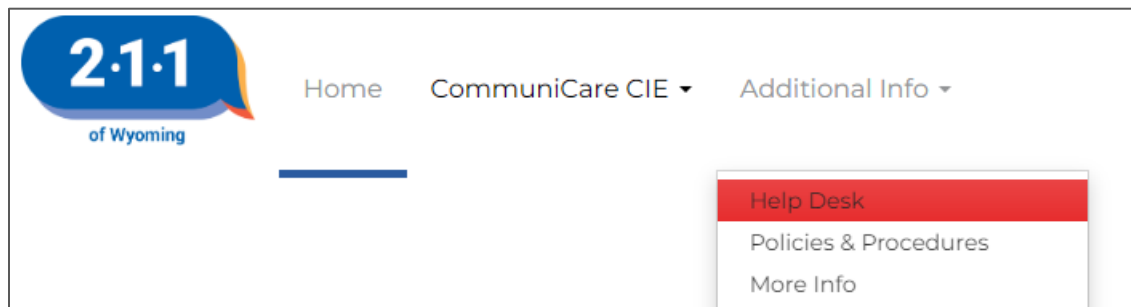 2·1·1
of Wyoming
Home CommuniCare CIE Additional Info
Help Desk
Policies & Procedures
More Info